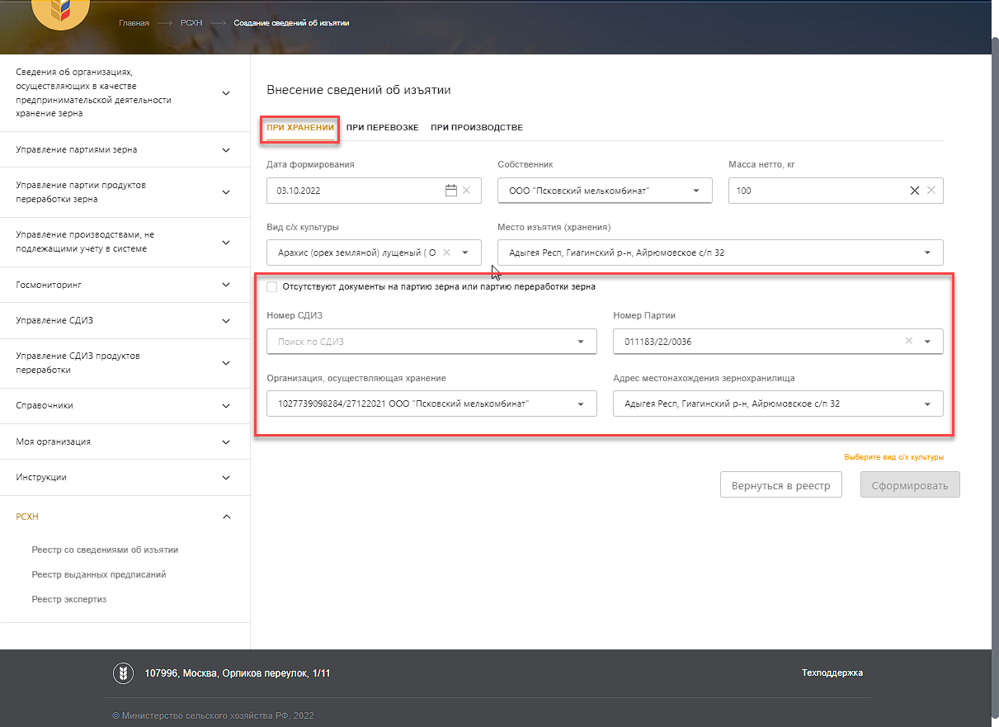 Главная
РСХН
Создание сведений об изъятии
Сведения об организациях,
осуществляющих в качестве
предпринимательской деятельности
хранение зерна
Управление партиями зерна
Управление партии продуктов
переработки зерна
Управление производствами, не
подлежащими учету в системе
Госмониторинг
Управление СДИЗ
Управление СДИЗ продуктов
переработки
Справочники
Моя организация
Инструкции
РСХН
Реестр со сведениями об изъятии
Реестр выданных предписаний
Реестр экспертиз
Внесение сведений об изъятии
ПРИ ХРАНЕНИИ ПРИ ПЕРЕВОЗКЕ ПРИ ПРОИЗВОДСТВЕ
Дата формирования
03.10.2022
Собственник
ООО "Псковский мелькомбинат"
Масса нетто, кг
100
Вид с/х культуры
Арахис (орех земляной) лущеный ( О
Место изъятия (хранения)
Адыгея Респ, Гиагинский р-н, Айрюмовское с/п 32
Отсутствуют документы на партию зерна или партию переработки зерна
Номер СДИЗ
Поиск по СДИЗ
Номер Партии
011183/22/0036
Организация, осуществляющая хранение
1027739098284/27122021 ООО "Псковский мелькомбинат"
Адрес местонахождения зернохранилища
Адыгея Респ, Гиагинский р-н, Айрюмовское с/п 32
Выберите вид с/х культуры
Вернуться в реестр
Сформировать
107996, Москва, Орликов переулок, 1/11
Техподдержка
© Министерство сельского хозяйства РФ, 2022